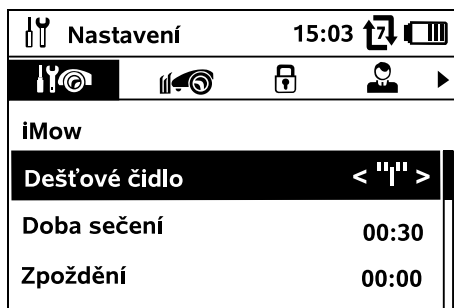 Nastavení 15:03 7
iMow
Dešťové čidlo < "|" >
Doba sečení 00:30
Zpoždění 00:00